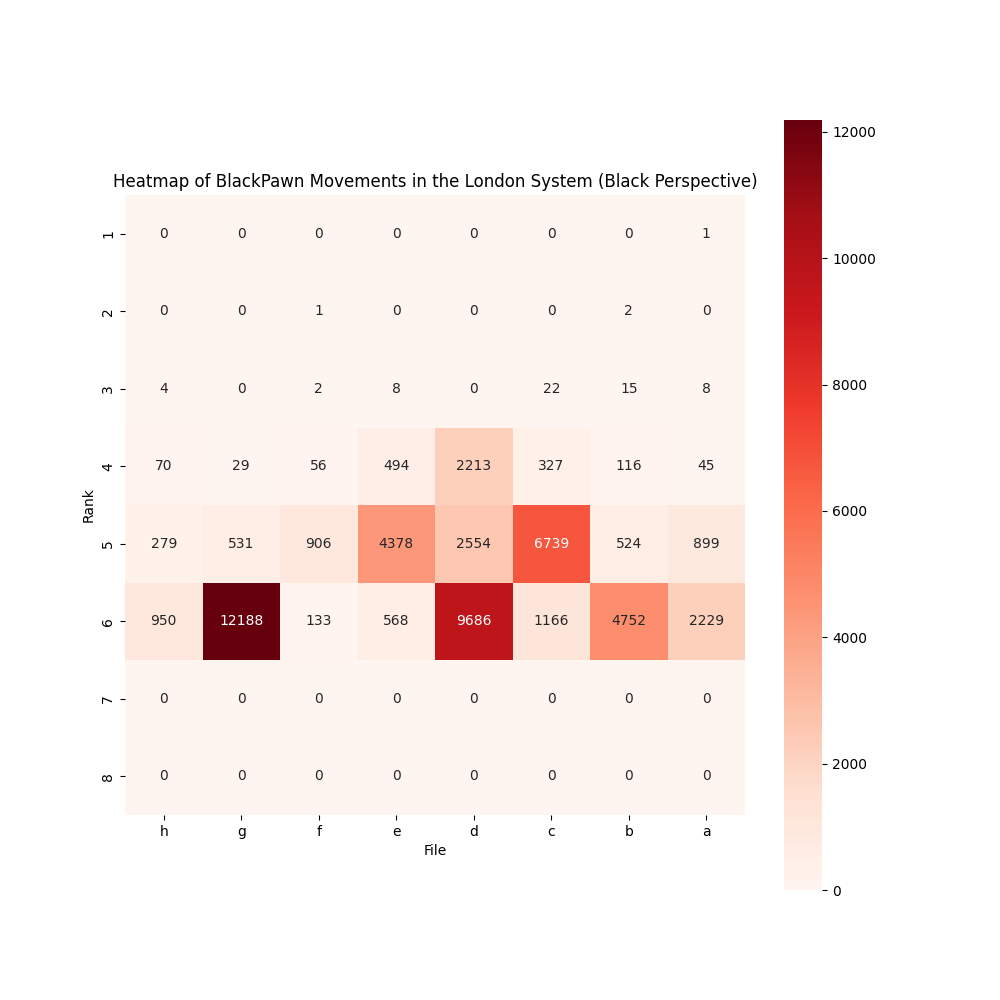 Heatmap of BlackPawn Movements in the London System (Black Perspective)
12000
10000
8000
6000
4000
2000
0
Rank
1 0 0 0 0 0 0 0 1
2 0 0 1 0 0 0 2 0
3 4 0 2 8 0 22 15 8
4 70 29 56 494 2213 327 116 45
5 279 531 906 4378 2554 6739 524 899
6 950 12188 133 568 9686 1166 4752 2229
7 0 0 0 0 0 0 0 0
8 0 0 0 0 0 0 0 0
h g f e d c b a
File